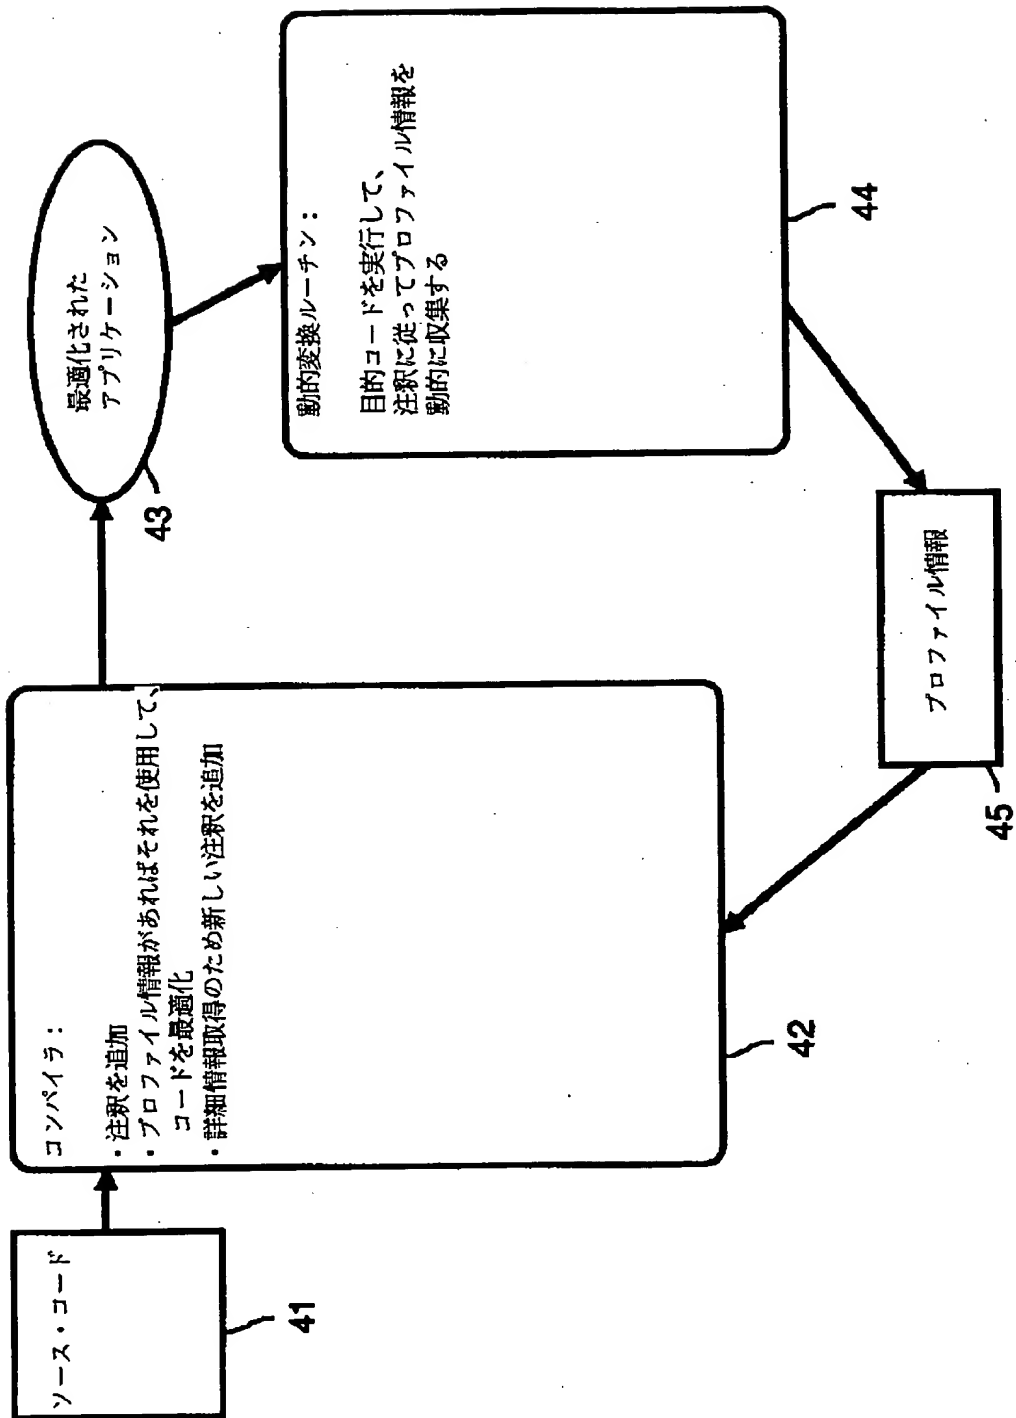 ソース・コード
41
コンパイラ:
・注釈を追加
・プロファイル情報があればそれを使用して、
コードを最適化
・詳細情報取得のため新しい注釈を追加
42
最適化された
アプリケーション
43
動的変換ルーチン:
目的コードを実行して、
注釈に従ってプロファイル情報を
動的に収集する
44
プロファイル情報
45